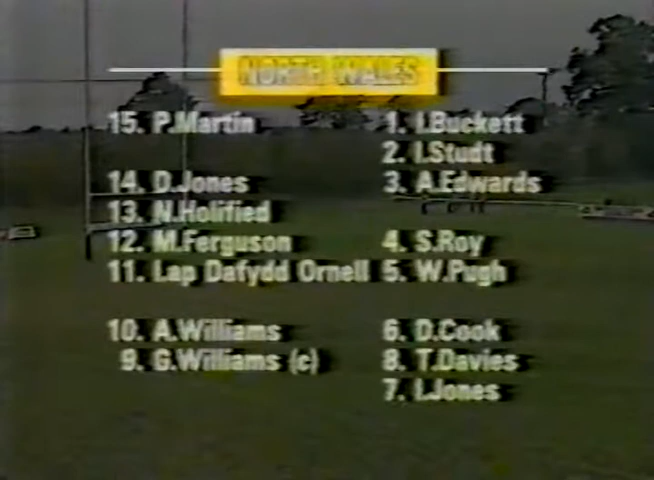 NORTH WALES
15. P.Martin
14. D.Jones
13. N.Holified
12. M.Ferguson
11. Lap Dafydd Ornell
10. A.Williams
9. G.Williams (c)
1. I.Buckett
2. I.Studt
3. A.Edwards
4. S.Roy
5. W.Pugh
6. D.Cook
8. T.Davies
7. I.Jones